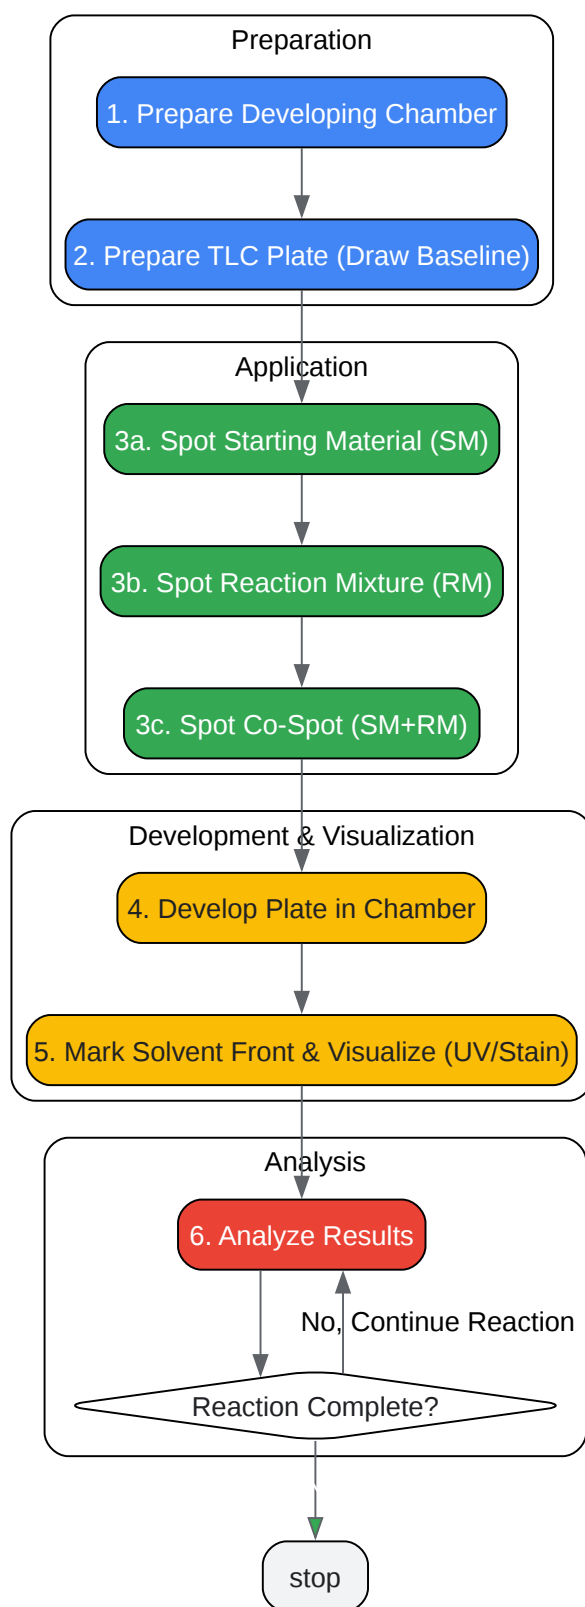 Preparation
1. Prepare Developing Chamber
2. Prepare TLC Plate (Draw Baseline)
Application
3a. Spot Starting Material (SM)
3b. Spot Reaction Mixture (RM)
3c. Spot Co-Spot (SM+RM)
Development & Visualization
4. Develop Plate in Chamber
5. Mark Solvent Front & Visualize (UV/Stain)
Analysis
6. Analyze Results
No, Continue Reaction
Reaction Complete?
stop